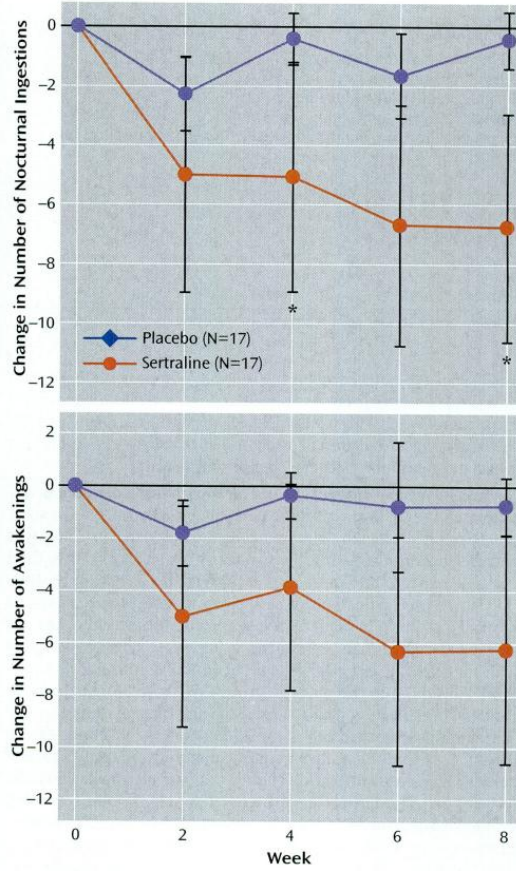 Change in Number of Nocturnal Ingestions
0
−2
−4
−6
−8
−10
−12
*
*
Placebo (N=17)
Sertraline (N=17)
Change in Number of Awakenings
2
0
−2
−4
−6
−8
−10
−12
0 2 4 6 8
Week